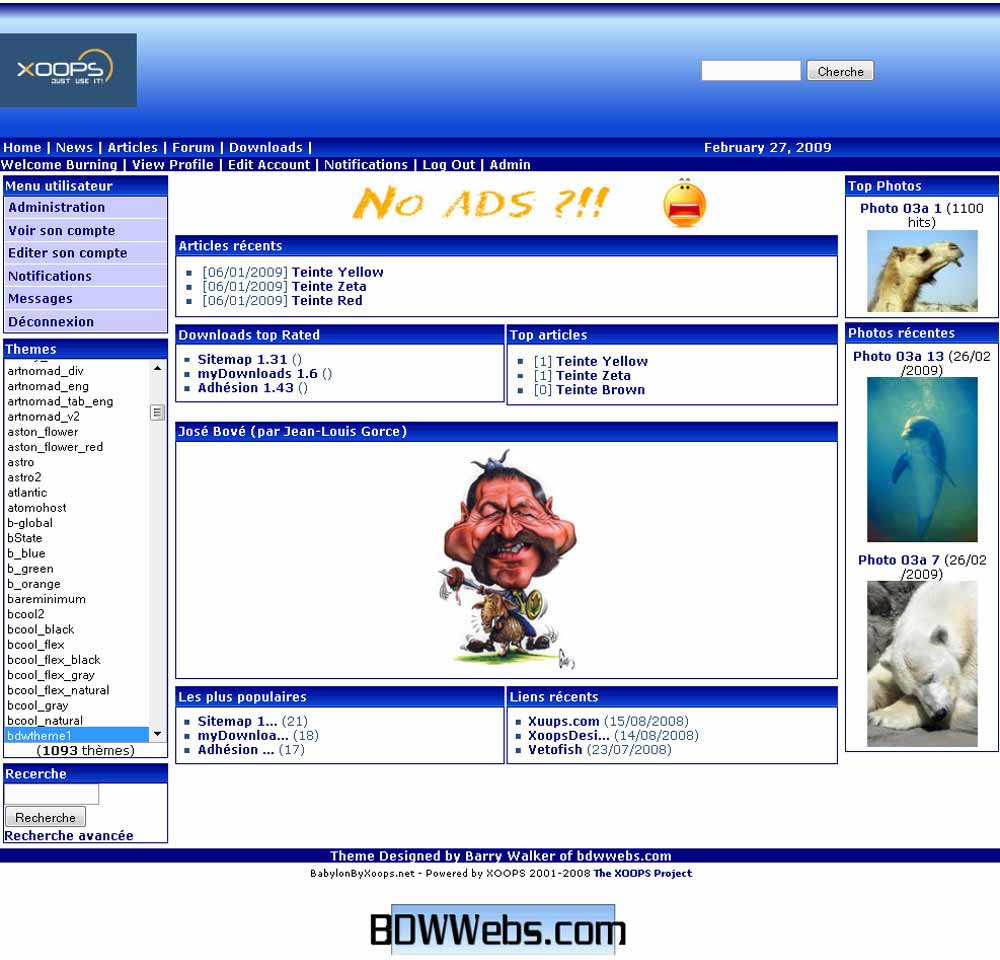 XOOPS
JUST USE IT!
Cherche
Home | News | Articles | Forum | Downloads |
February 27, 2009
Welcome Burning | View Profile | Edit Account | Notifications | Log Out | Admin
Menu utilisateur
Administration
Voir son compte
Editer son compte
Notifications
Messages
Déconnexion
Themes
artnomad_div
artnomad_eng
artnomad_tab_eng
artnomad_v2
aston_flower
aston_flower_red
astro
astro2
atlantic
atomohost
b-global
bState
b_blue
b_green
b_orange
bareminimum
bcool2
bcool_black
bcool_flex
bcool_flex_black
bcool_flex_gray
bcool_flex_natural
bcool_gray
bcool_natural
bdwtheme1
(1093 thèmes)
Recerche
Recherche
Recherche avancée
No ADS ?!!
Articles récents
[06/01/2009] Teinte Yellow
[06/01/2009] Teinte Zeta
[06/01/2009] Teinte Red
Downloads top Rated
Sitemap 1.31 ()
myDownloads 1.6 ()
Adhésion 1.43 ()
Top articles
[1] Teinte Yellow
[1] Teinte Zeta
[0] Teinte Brown
José Bové (par Jean-Louis Gorce)
Les plus populaires
Sitemap 1... (21)
myDownloa... (18)
Adhésion ... (17)
Liens récents
Xuups.com (15/08/2008)
XoopsDesi... (14/08/2008)
Vetofish (23/07/2008)
Top Photos
Photo 03a 1 (1100
hits)
Photos récentes
Photo 03a 13 (26/02
/2009)
Photo 03a 7 (26/02
/2009)
Theme Designed by Barry Walker of bdwwebs.com
BabylonByXoops.net - Powered by XOOPS 2001-2008 The XOOPS Project
BDWWebs.com